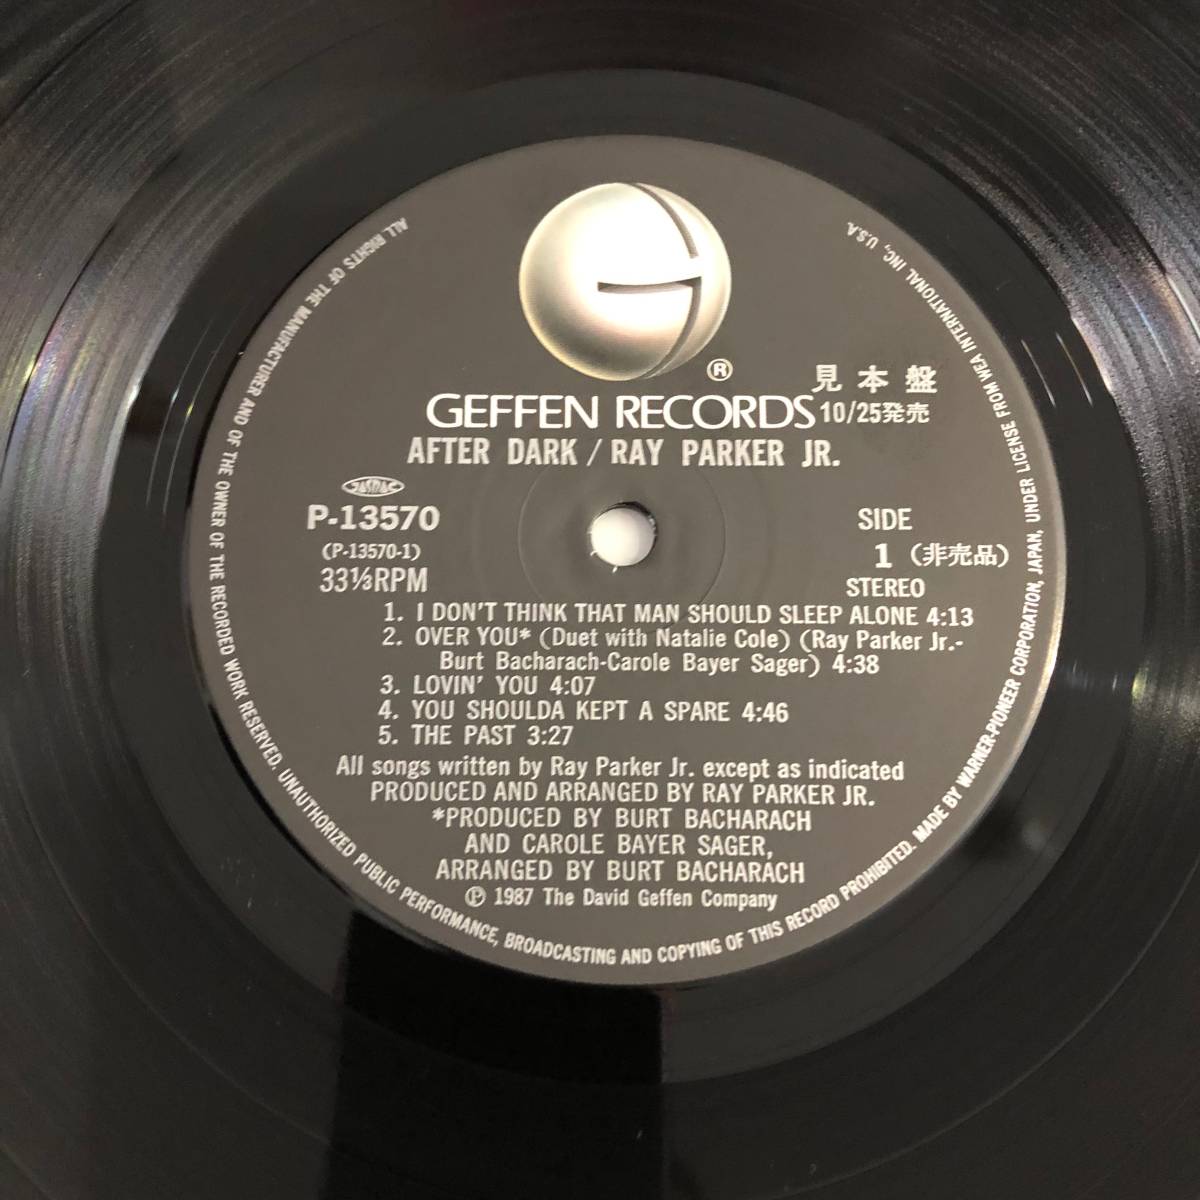 ®
GEFFEN RECORDS
見本盤
10/25発売
AFTER DARK / RAY PARKER JR.
JASRAC
P-13570
(P-13570-1)
33⅓RPM
SIDE
1 (非売品)
STEREO
1. I DON'T THINK THAT MAN SHOULD SLEEP ALONE 4:13
2. OVER YOU* (Duet with Natalie Cole) (Ray Parker Jr.-
Burt Bacharach-Carole Bayer Sager) 4:38
3. LOVIN' YOU 4:07
4. YOU SHOULDA KEPT A SPARE 4:46
5. THE PAST 3:27
All songs written by Ray Parker Jr. except as indicated
PRODUCED AND ARRANGED BY RAY PARKER JR.
*PRODUCED BY BURT BACHARACH
AND CAROLE BAYER SAGER,
ARRANGED BY BURT BACHARACH
℗ 1987 The David Geffen Company
ALL RIGHTS OF THE MANUFACTURER AND OF THE OWNER OF THE RECORDED WORK RESERVED. UNAUTHORIZED PUBLIC PERFORMANCE, BROADCASTING AND COPYING OF THIS RECORD PROHIBITED. MADE BY WARNER-PIONEER CORPORATION, JAPAN, UNDER LICENSE FROM WEA INTERNATIONAL INC., U.S.A.